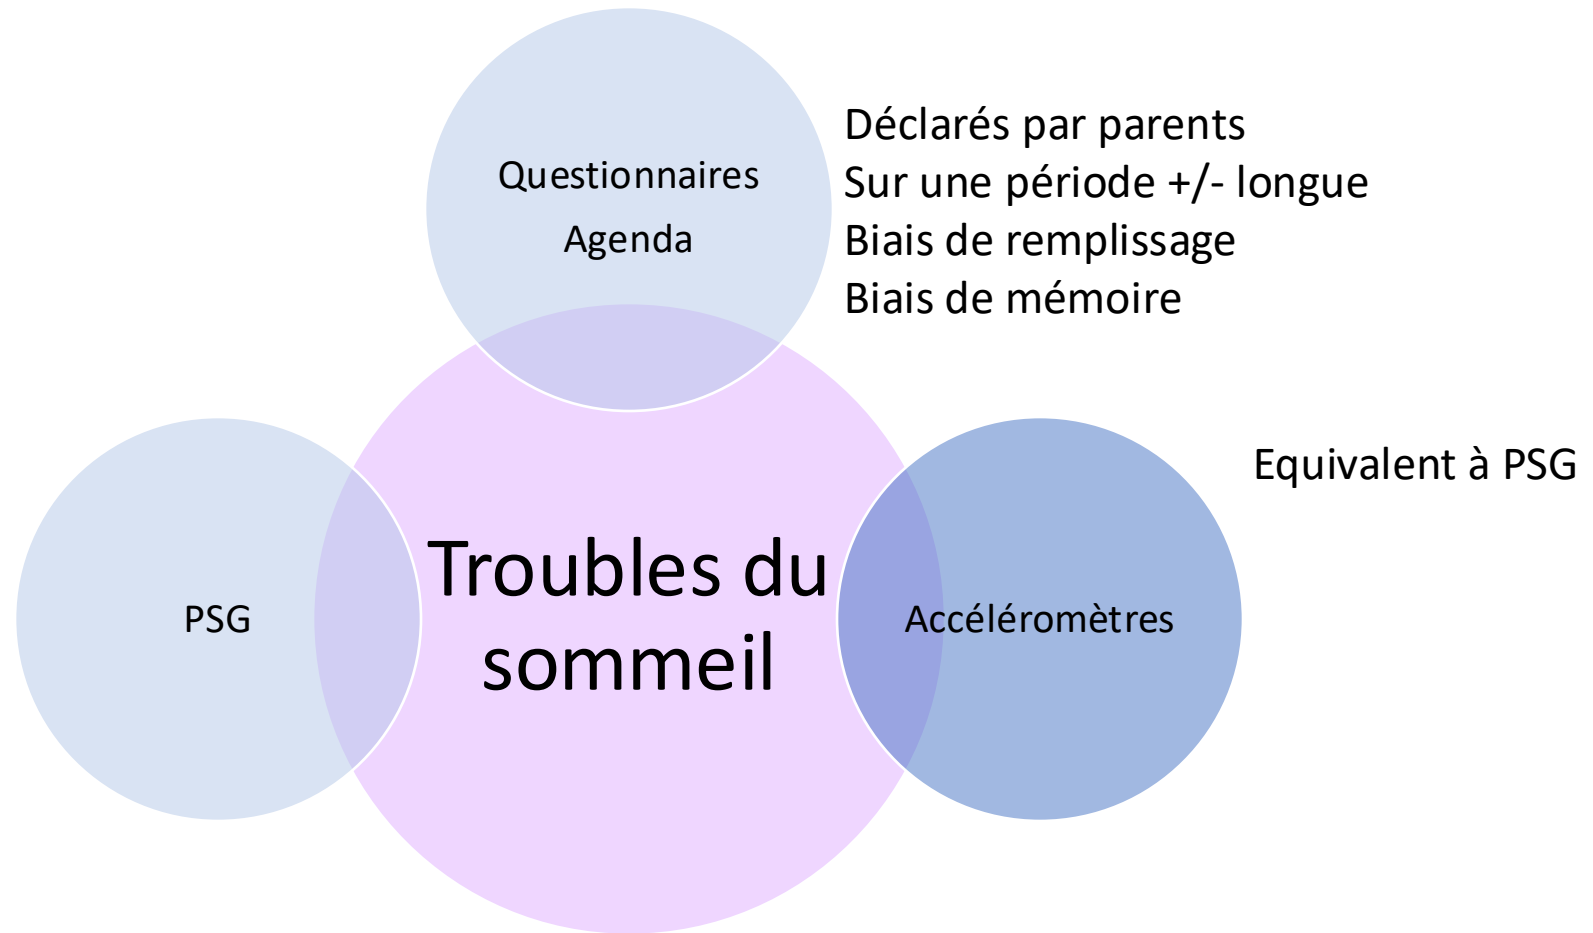 Questionnaires
Agenda
Déclarés par parents
Sur une période +/- longue
Biais de remplissage
Biais de mémoire
PSG
Troubles du
sommeil
Accéléromètres
Equivalent à PSG